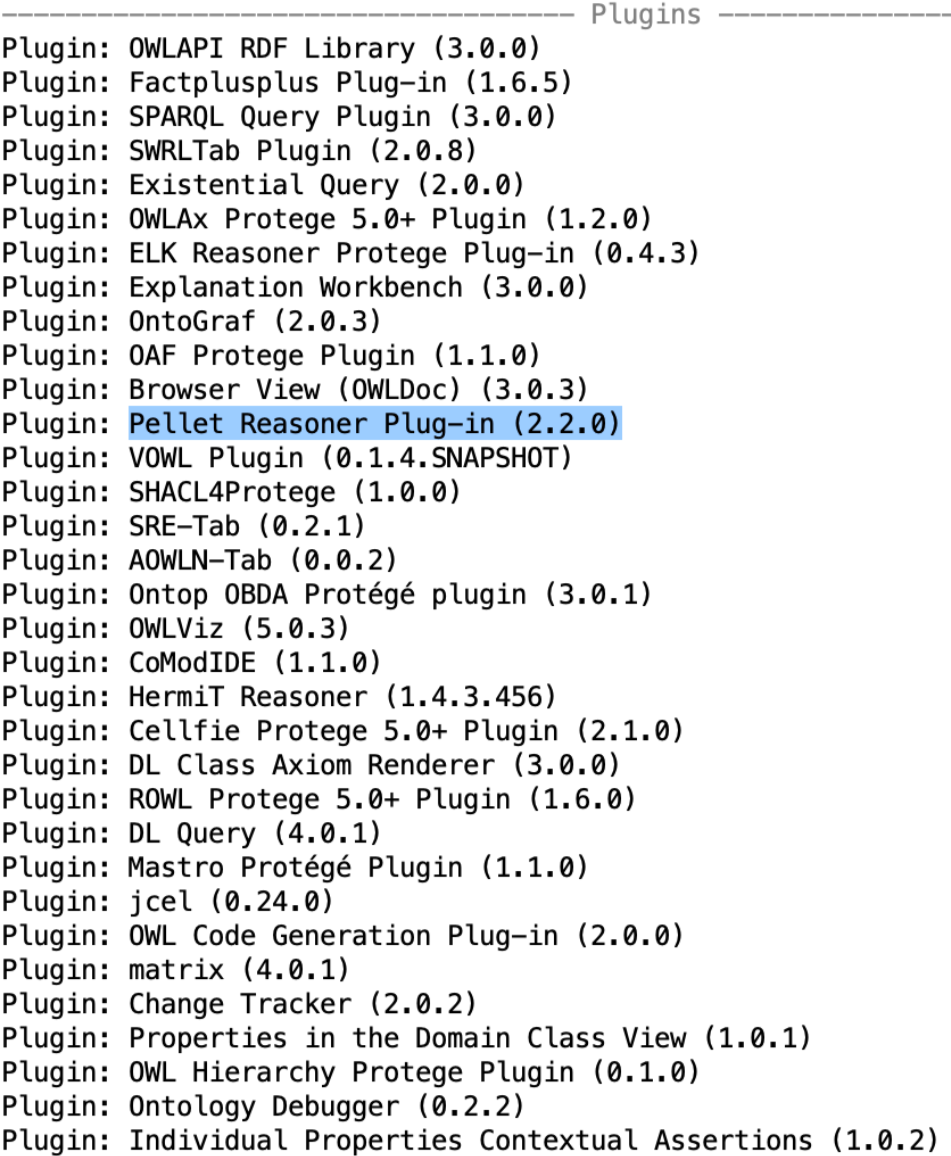 ------------------------------------ Plugins ---------------
Plugin: OWLAPI RDF Library (3.0.0)
Plugin: Factplusplus Plug-in (1.6.5)
Plugin: SPARQL Query Plugin (3.0.0)
Plugin: SWRLTab Plugin (2.0.8)
Plugin: Existential Query (2.0.0)
Plugin: OWLAx Protege 5.0+ Plugin (1.2.0)
Plugin: ELK Reasoner Protege Plug-in (0.4.3)
Plugin: Explanation Workbench (3.0.0)
Plugin: OntoGraf (2.0.3)
Plugin: OAF Protege Plugin (1.1.0)
Plugin: Browser View (OWLDoc) (3.0.3)
Plugin: Pellet Reasoner Plug-in (2.2.0)
Plugin: VOWL Plugin (0.1.4.SNAPSHOT)
Plugin: SHACL4Protege (1.0.0)
Plugin: SRE-Tab (0.2.1)
Plugin: AOWLN-Tab (0.0.2)
Plugin: Ontop OBDA Protégé plugin (3.0.1)
Plugin: OWLViz (5.0.3)
Plugin: CoModIDE (1.1.0)
Plugin: HermiT Reasoner (1.4.3.456)
Plugin: Cellfie Protege 5.0+ Plugin (2.1.0)
Plugin: DL Class Axiom Renderer (3.0.0)
Plugin: ROWL Protege 5.0+ Plugin (1.6.0)
Plugin: DL Query (4.0.1)
Plugin: Mastro Protégé Plugin (1.1.0)
Plugin: jcel (0.24.0)
Plugin: OWL Code Generation Plug-in (2.0.0)
Plugin: matrix (4.0.1)
Plugin: Change Tracker (2.0.2)
Plugin: Properties in the Domain Class View (1.0.1)
Plugin: OWL Hierarchy Protege Plugin (0.1.0)
Plugin: Ontology Debugger (0.2.2)
Plugin: Individual Properties Contextual Assertions (1.0.2)